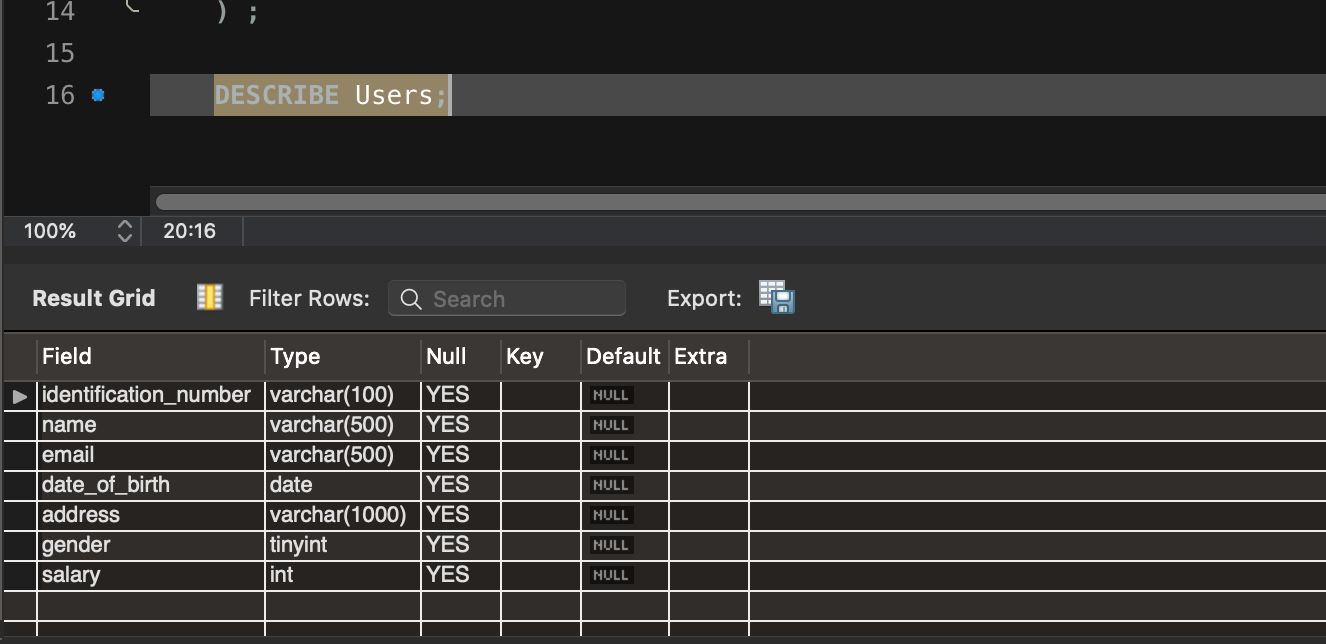 14 ) ;
15
16 DESCRIBE Users;
100% 20:16
Result Grid Filter Rows: Search Export:
Field Type Null Key Default Extra
identification_number varchar(100) YES NULL
name varchar(500) YES NULL
email varchar(500) YES NULL
date_of_birth date YES NULL
address varchar(1000) YES NULL
gender tinyint YES NULL
salary int YES NULL